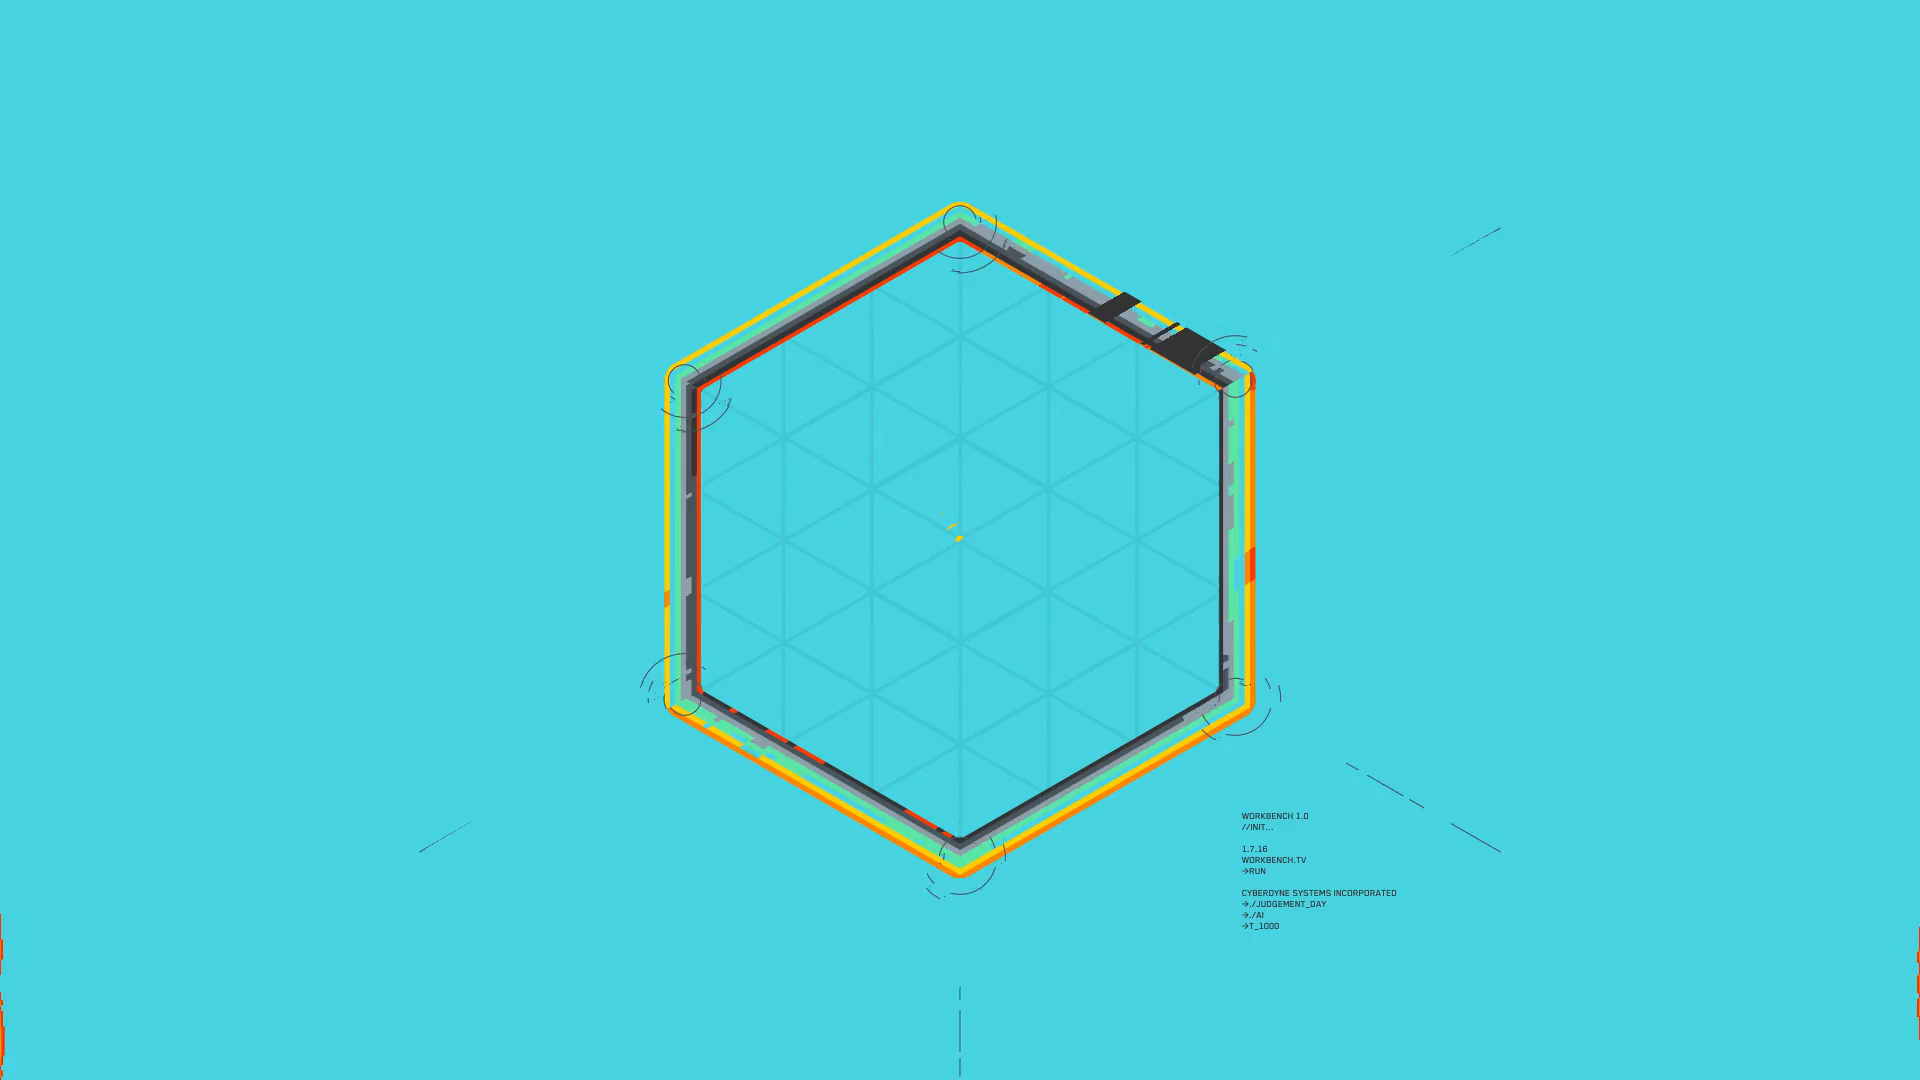 WORKBENCH 1.0
//INIT...
1.7.16
WORKBENCH.TV
→RUN
CYBERDYNE SYSTEMS INCORPORATED
→./JUDGEMENT_DAY
→./AI
→T_1000